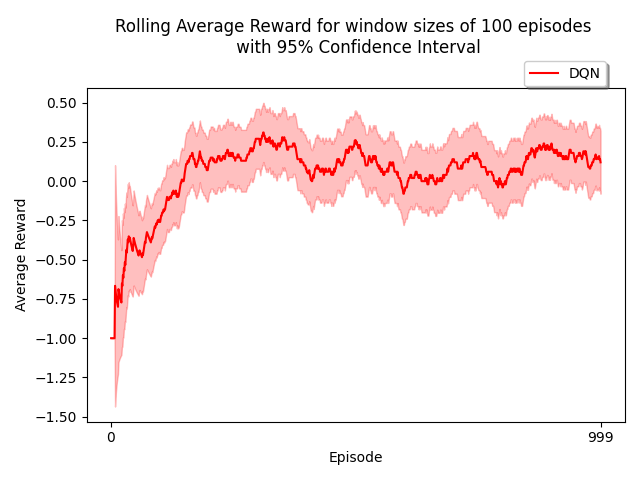 Rolling Average Reward for window sizes of 100 episodes
with 95% Confidence Interval
DQN
0.50
0.25
0.00
−0.25
−0.50
−0.75
−1.00
−1.25
−1.50
Average Reward
0 999
Episode